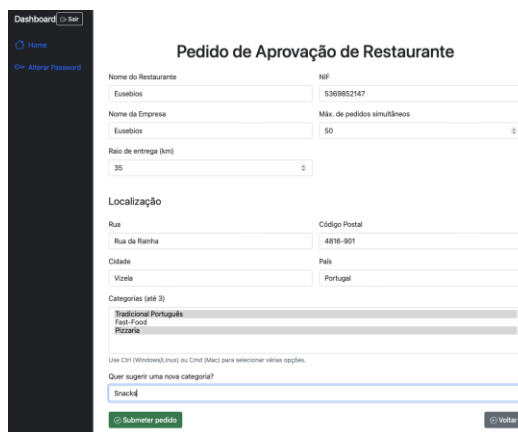 Dashboard Sair
Home
Alterar Password
Pedido de Aprovação de Restaurante
Nome do Restaurante NIF
Eusebios 5369852147
Nome da Empresa Máx. de pedidos simultâneos
Eusebios 50
Raio de entrega (km)
35
Localização
Rua Código Postal
Rua da Rainha 4816-901
Cidade País
Vizela Portugal
Categorias (até 3)
Tradicional Português
Fast-Food
Pizzaria
Use Ctrl (Windows/Linux) ou Cmd (Mac) para selecionar várias opções.
Quer sugerir uma nova categoria?
Snacks
Submeter pedido Voltar